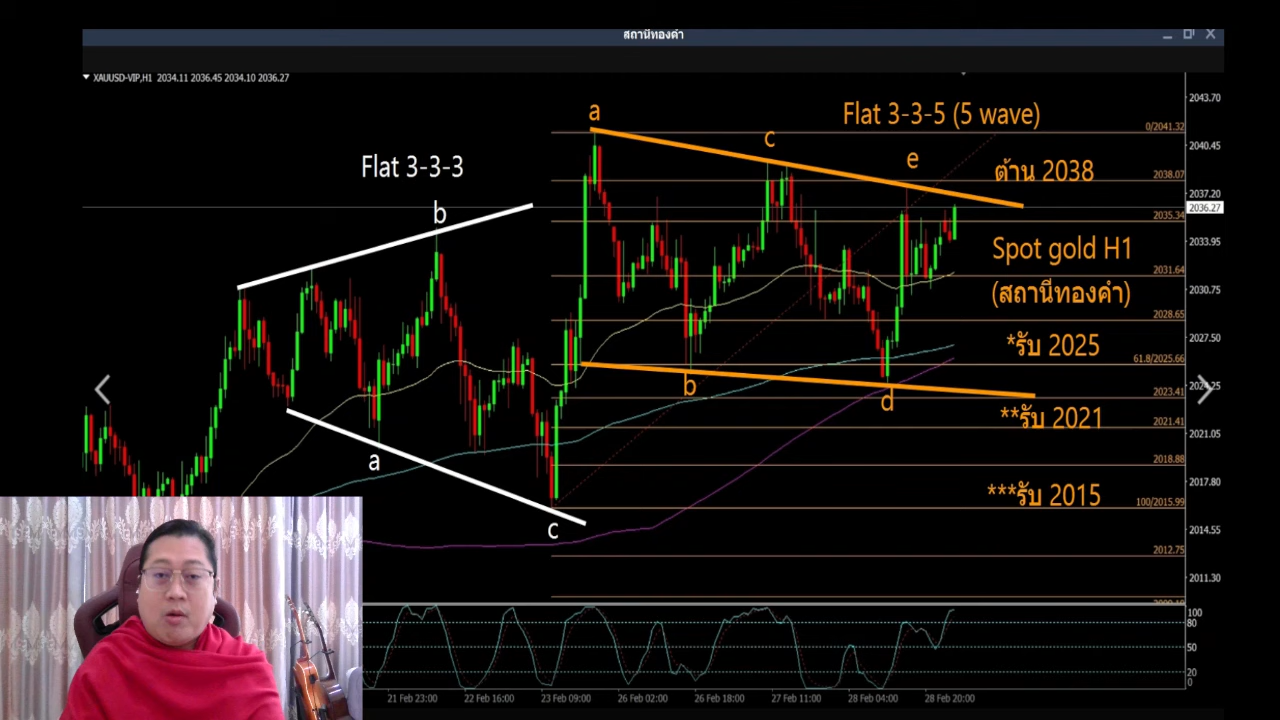 สถานีทองคำ
XAUUSD-VIP,H1 2034.11 2036.45 2034.10 2036.27
2043.70
a
Flat 3-3-5 (5 wave)
0/2041.32
c
2040.45
Flat 3-3-3
e
ต้าน 2038
2038.07
2037.20
b
2036.27
2035.34
Spot gold H1
2033.95
2031.64
(สถานีทองคำ)
2030.75
2028.65
*รับ 2025
2027.50
61.8/2025.66
b
2023.41
d
**รับ 2021
2021.41
2021.05
a
2018.88
2017.80
***รับ 2015
100/2015.99
c
2014.55
2012.75
2011.30
100
80
50
20
0
21 Feb 23:00 22 Feb 16:00 23 Feb 09:00 26 Feb 02:00 26 Feb 18:00 27 Feb 11:00 28 Feb 04:00 28 Feb 20:00